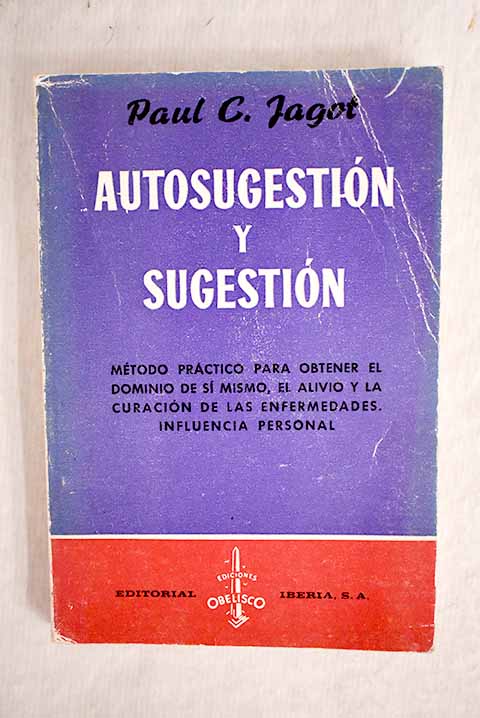 Paul C. Jagot
AUTOSUGESTIÓN
Y
SUGESTIÓN
MÉTODO PRÁCTICO PARA OBTENER EL
DOMINIO DE SÍ MISMO, EL ALIVIO Y LA
CURACIÓN DE LAS ENFERMEDADES.
INFLUENCIA PERSONAL
EDICIONES
OBELISCO
EDITORIAL IBERIA, S. A.